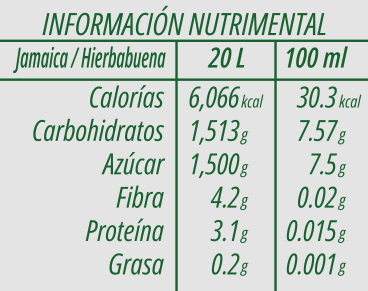 INFORMACIÓN NUTRIMENTAL
Jamaica / Hierbabuena 20 L 100 ml
Calorías 6,066 kcal 30.3 kcal
Carbohidratos 1,513 g 7.57 g
Azúcar 1,500 g 7.5 g
Fibra 4.2 g 0.02 g
Proteína 3.1 g 0.015 g
Grasa 0.2 g 0.001 g